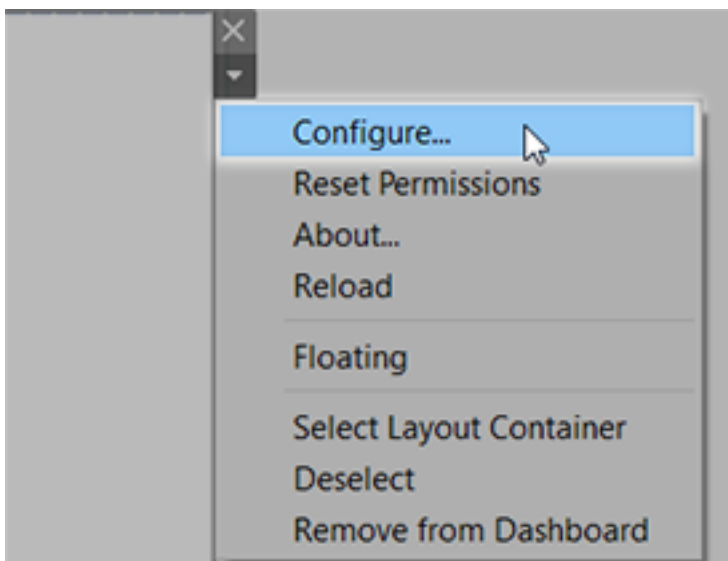 Configure...
Reset Permissions
About...
Reload
Floating
Select Layout Container
Deselect
Remove from Dashboard